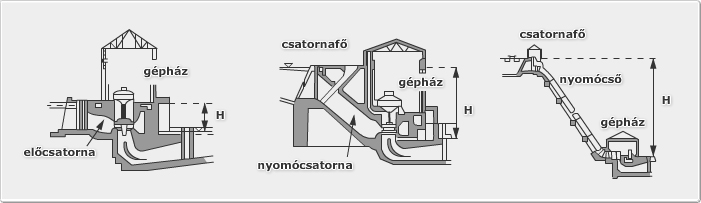 gépház
H
előcsatorna
csatornafő
gépház
H
nyomócsatorna
csatornafő
nyomócső
gépház
H